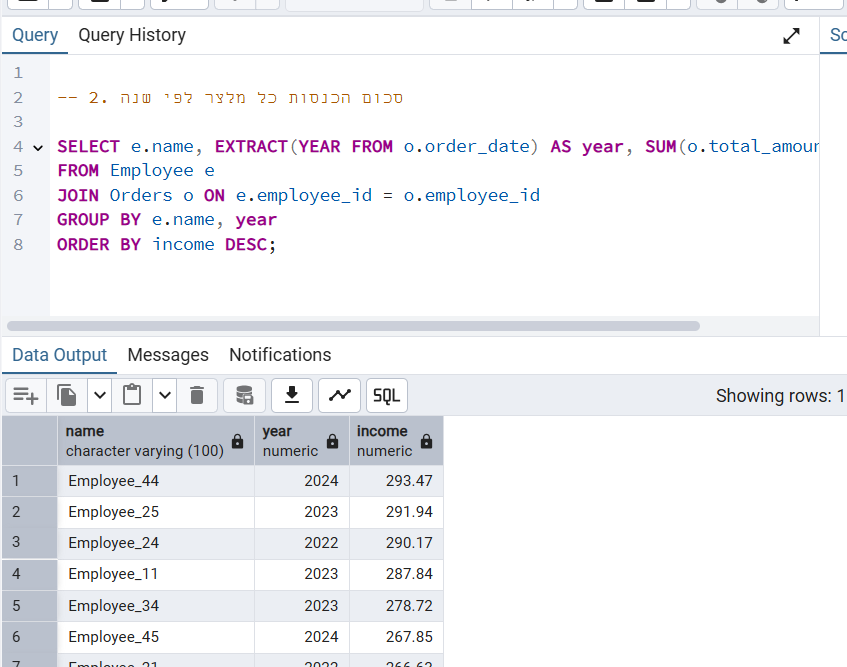 Query Query History Sc
1
2 -- 2. סכום הכנסות כל מלצר לפי שנה
3
4 SELECT e.name, EXTRACT(YEAR FROM o.order_date) AS year, SUM(o.total_amour
5 FROM Employee e
6 JOIN Orders o ON e.employee_id = o.employee_id
7 GROUP BY e.name, year
8 ORDER BY income DESC;
Data Output Messages Notifications
SQL Showing rows: 1
name year income
character varying (100) numeric numeric
1 Employee_44 2024 293.47
2 Employee_25 2023 291.94
3 Employee_24 2022 290.17
4 Employee_11 2023 287.84
5 Employee_34 2023 278.72
6 Employee_45 2024 267.85